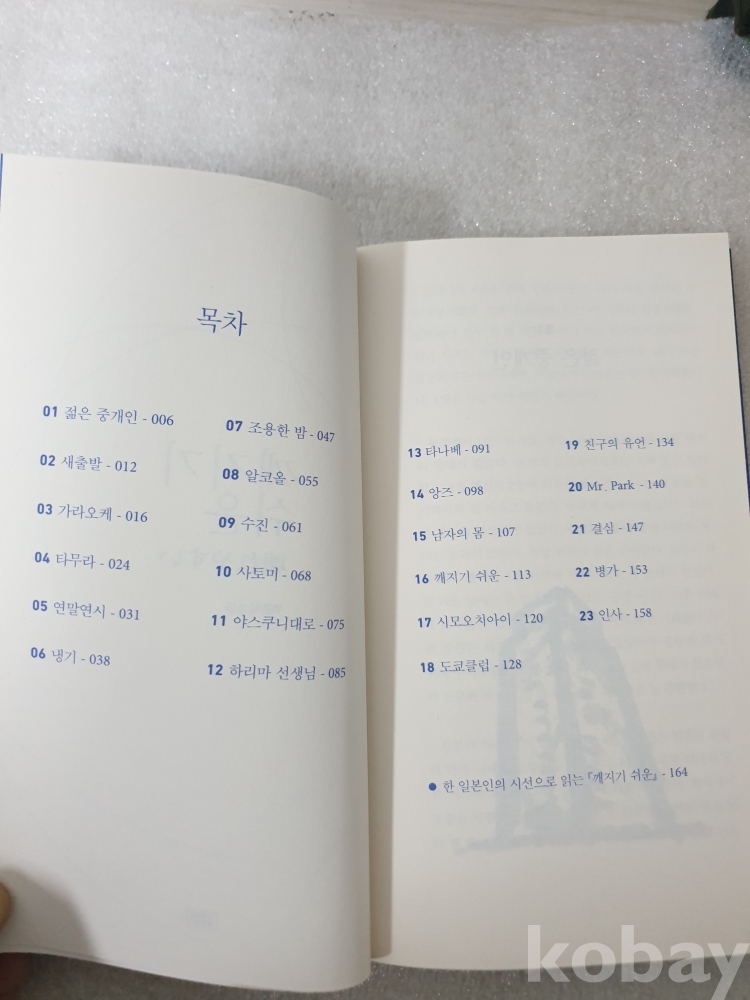 목차
01 젊은 중개인 - 006
02 새출발 - 012
03 가라오케 - 016
04 타무라 - 024
05 연말연시 - 031
06 냉기 - 038
07 조용한 밤 - 047
08 알코올 - 055
09 수진 - 061
10 사토미 - 068
11 야스쿠니대로 - 075
12 하리마 선생님 - 085
13 타나베 - 091
14 앙즈 - 098
15 남자의 몸 - 107
16 깨지기 쉬운 - 113
17 시모오치아이 - 120
18 도쿄클럽 - 128
19 친구의 유언 - 134
20 Mr. Park - 140
21 결심 - 147
22 병가 - 153
23 인사 - 158
● 한 일본인의 시선으로 읽는 『깨지기 쉬운』 - 164
kobay